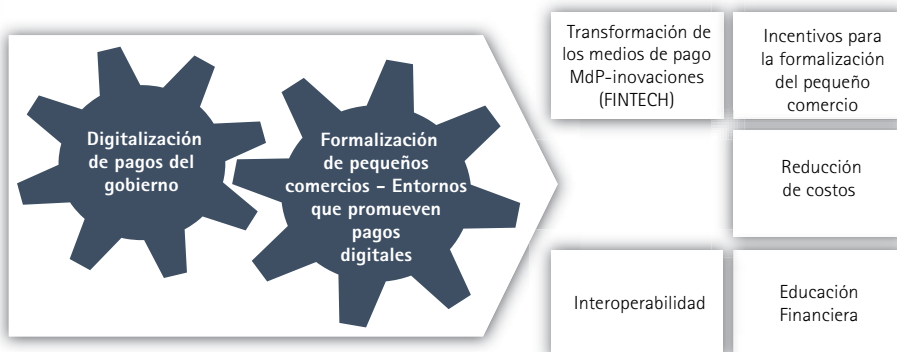 Digitalización
de pagos del
gobierno
Formalización
de pequeños
comercios - Entornos
que promueven
pagos
digitales
Transformación de
los medios de pago
MdP-inovaciones
(FINTECH)
Incentivos para
la formalización
del pequeño
comercio
Reducción
de costos
Interoperabilidad
Educación
Financiera